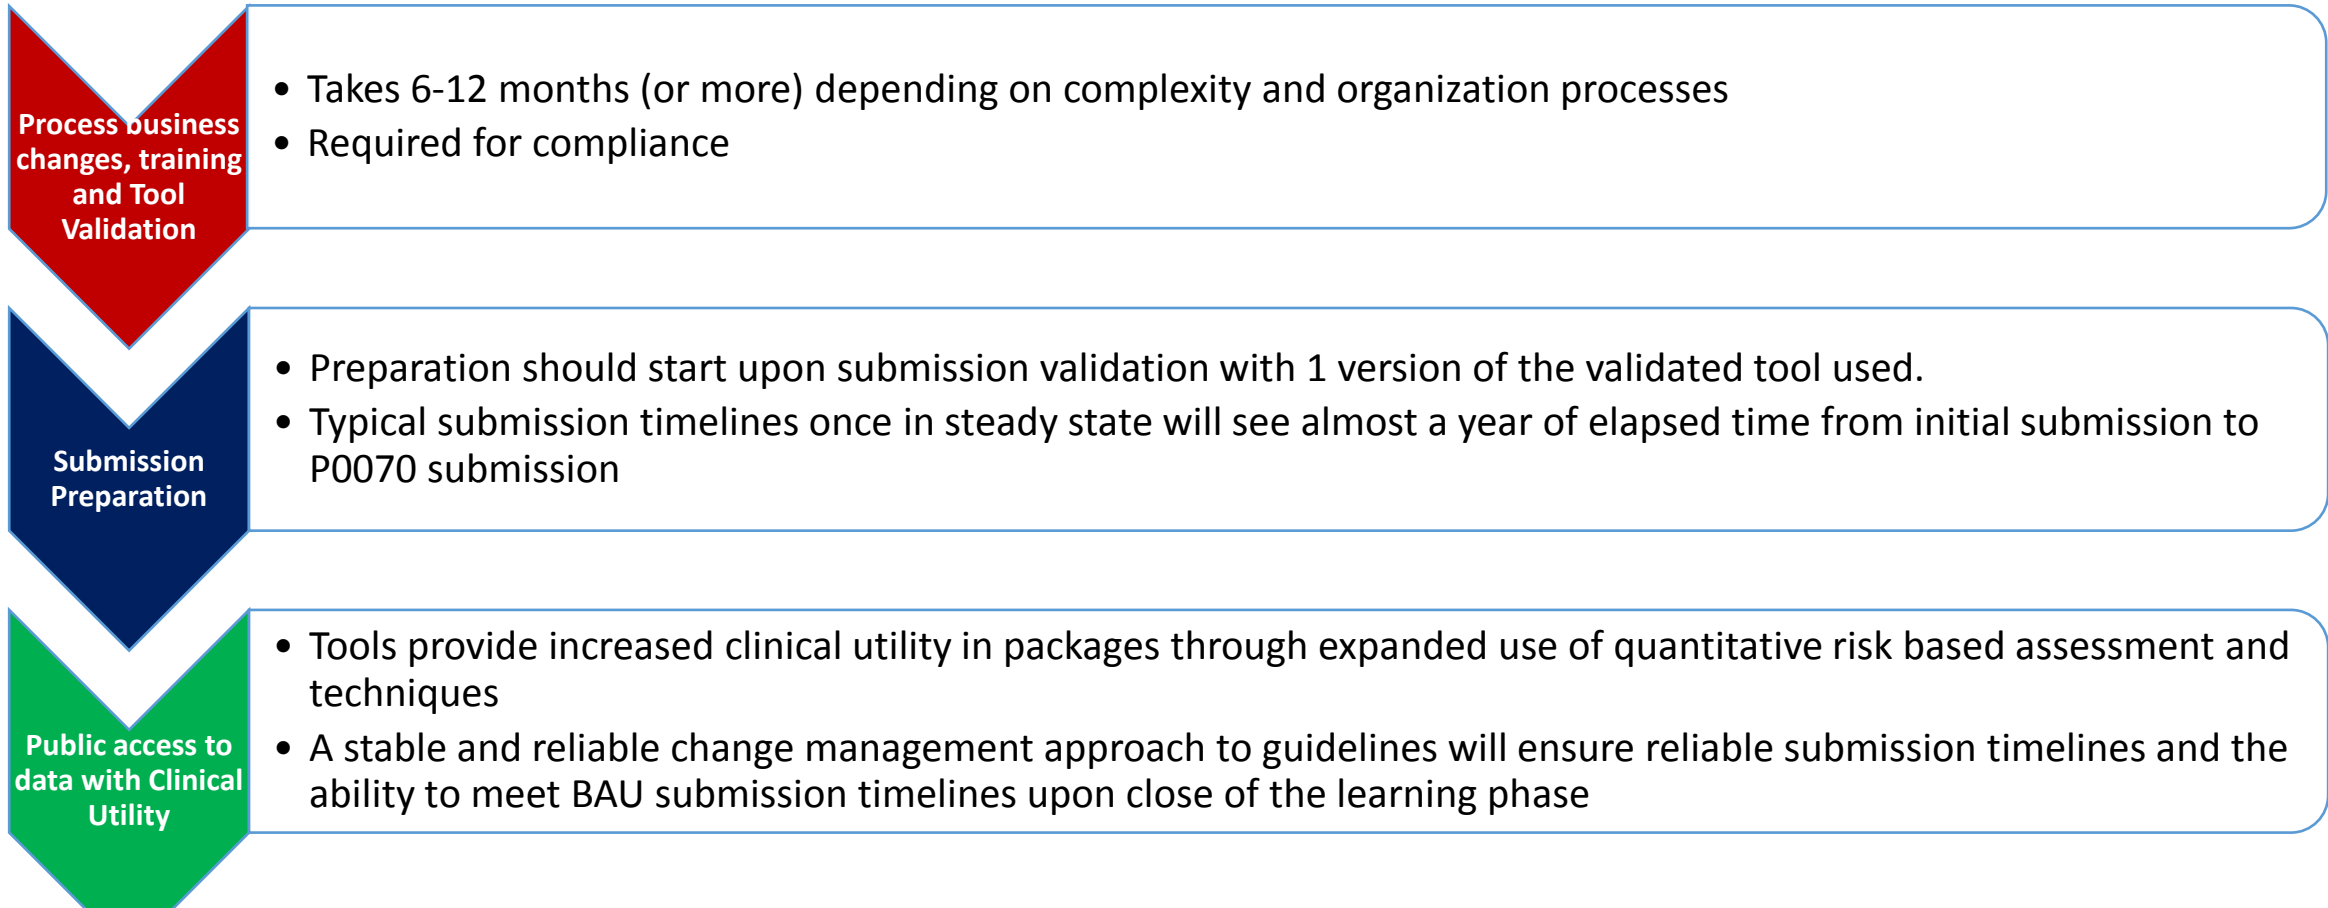 Process business
changes, training
and Tool
Validation
• Takes 6-12 months (or more) depending on complexity and organization processes
• Required for compliance
Submission
Preparation
• Preparation should start upon submission validation with 1 version of the validated tool used.
• Typical submission timelines once in steady state will see almost a year of elapsed time from initial submission to
P0070 submission
Public access to
data with Clinical
Utility
• Tools provide increased clinical utility in packages through expanded use of quantitative risk based assessment and
techniques
• A stable and reliable change management approach to guidelines will ensure reliable submission timelines and the
ability to meet BAU submission timelines upon close of the learning phase